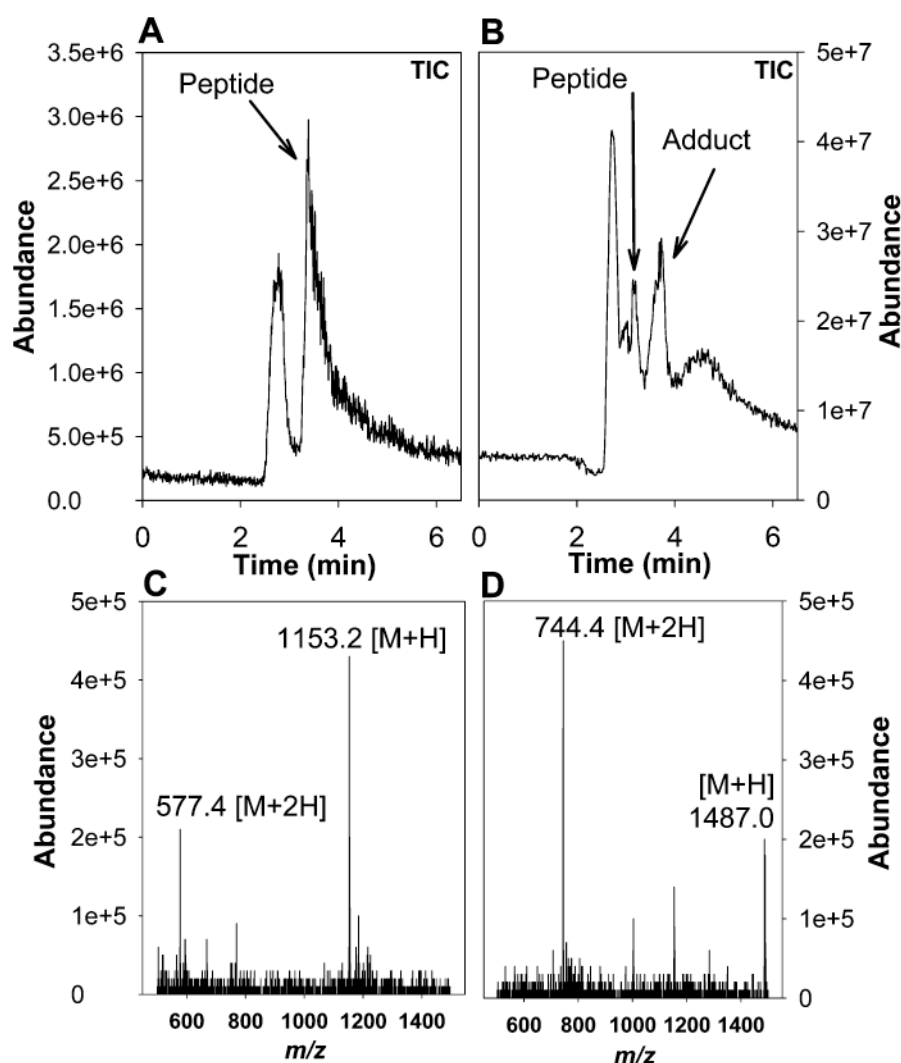 A
TIC
Peptide
3.5e+6
3.0e+6
2.5e+6
2.0e+6
1.5e+6
1.0e+6
5.0e+5
0.0
Abundance
0 2 4 6
Time (min)
B
TIC
Peptide
Adduct
5e+7
4e+7
3e+7
2e+7
1e+7
0
Abundance
0 2 4 6
Time (min)
C
1153.2 [M+H]
577.4 [M+2H]
5e+5
4e+5
3e+5
2e+5
1e+5
0
Abundance
600 800 1000 1200 1400
m/z
D
744.4 [M+2H]
[M+H]
1487.0
5e+5
4e+5
3e+5
2e+5
1e+5
0
Abundance
600 800 1000 1200 1400
m/z